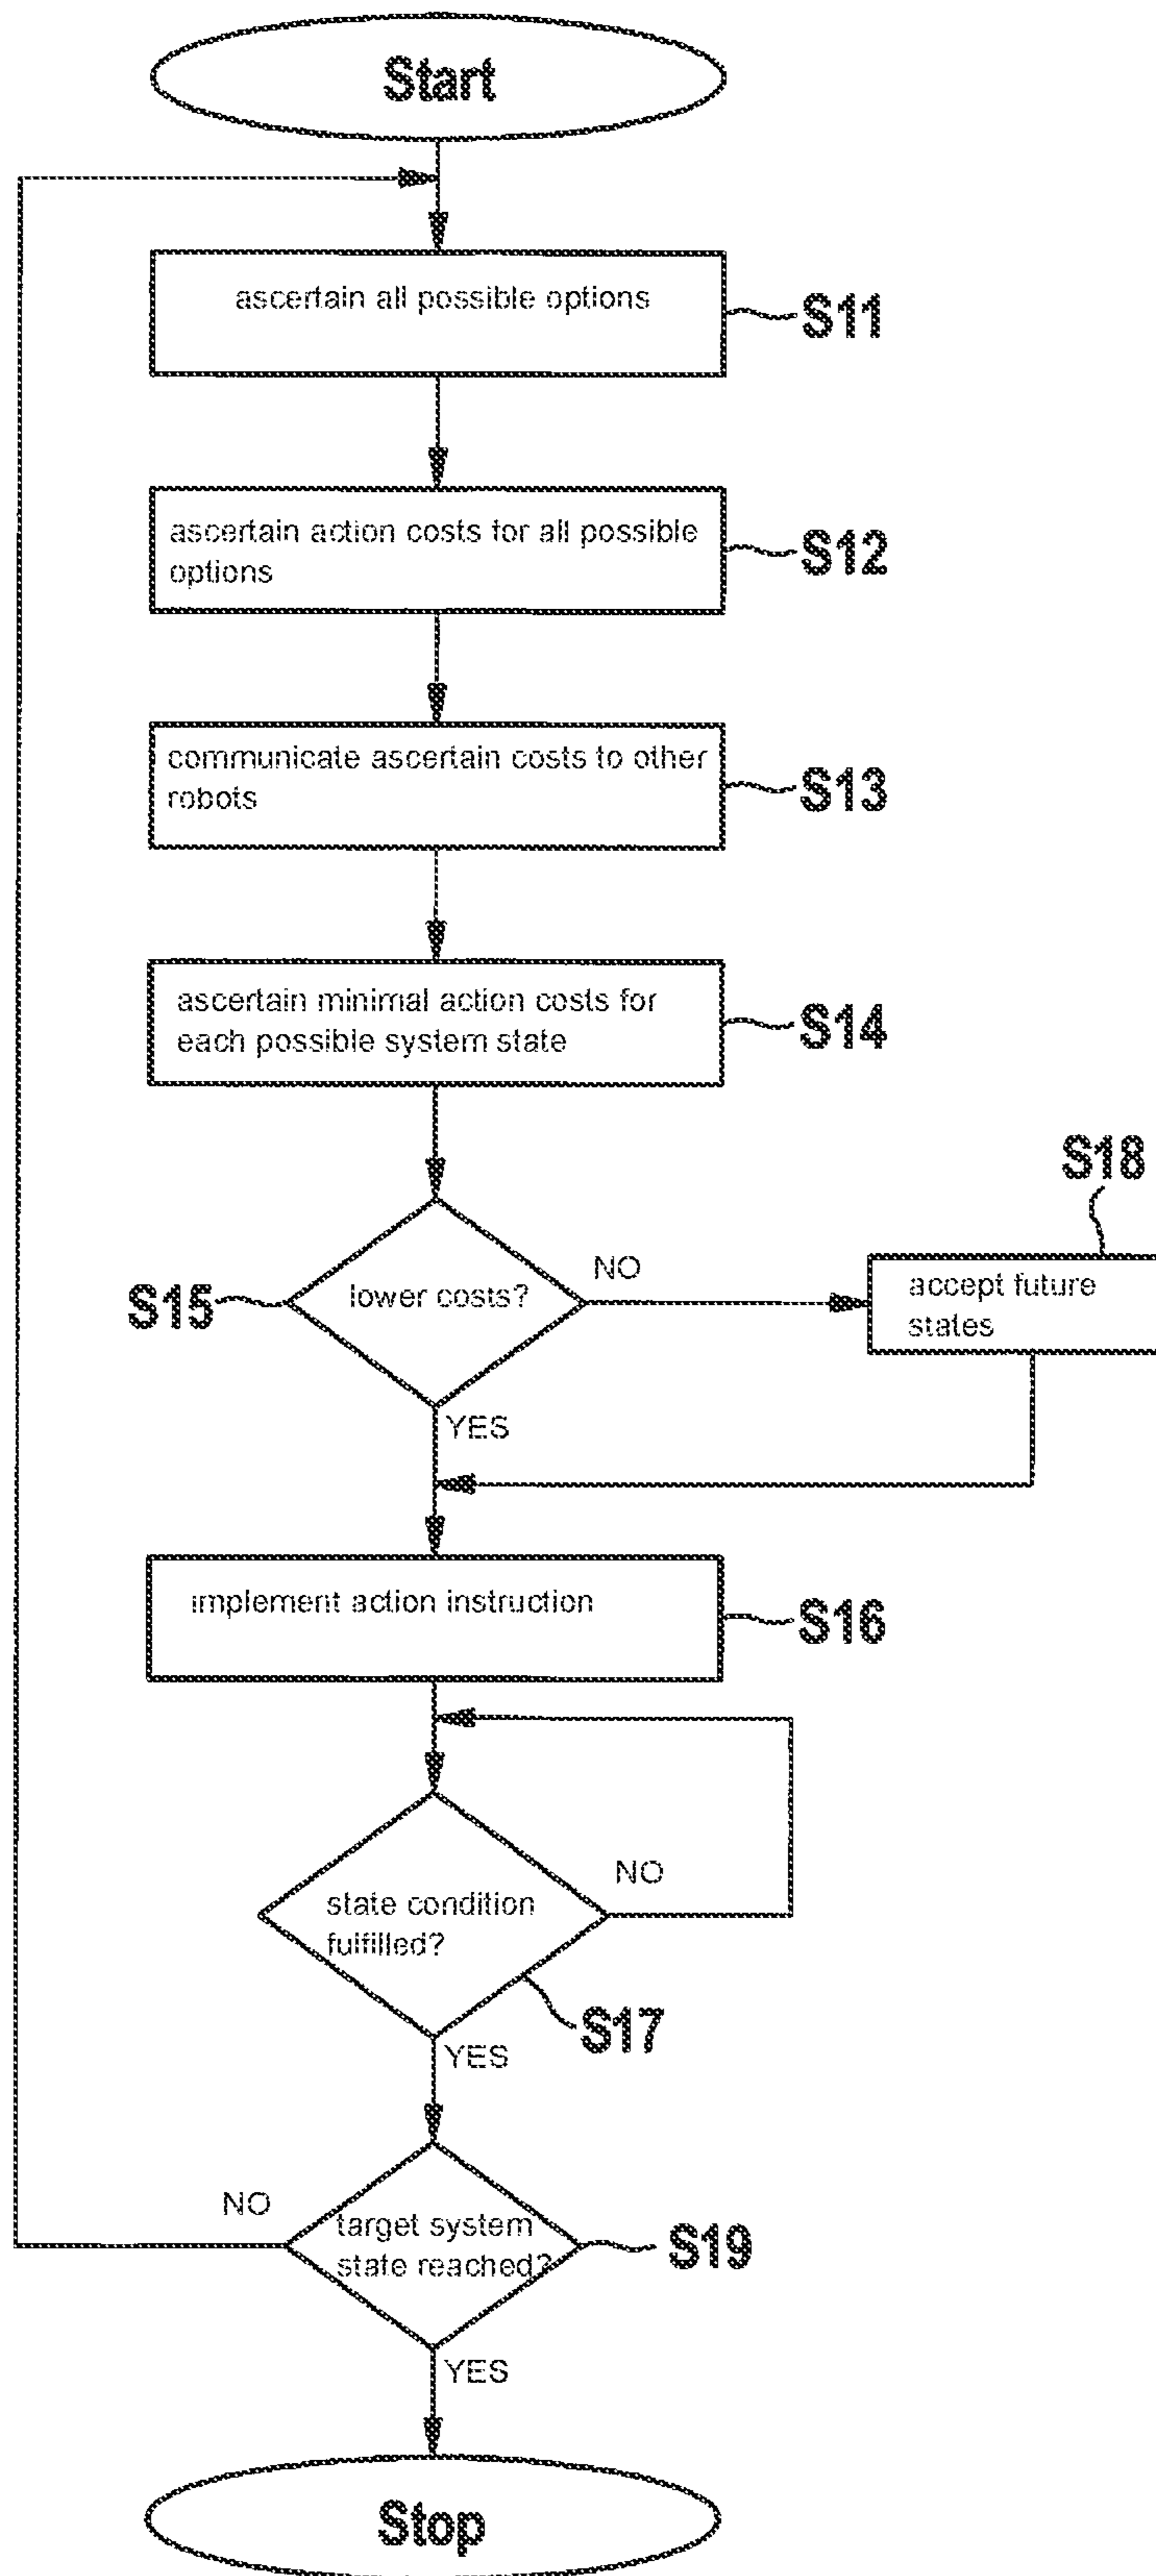 Start
ascertain all possible options
S11
ascertain action costs for all possible
options
S12
communicate ascertain costs to other
robots
S13
ascertain minimal action costs for
each possible system state
S14
S18
S15
lower costs?
NO
accept future
states
YES
implement action instruction
S16
NO
state condition
fulfilled?
S17
YES
NO
target system
state reached?
S19
YES
Stop